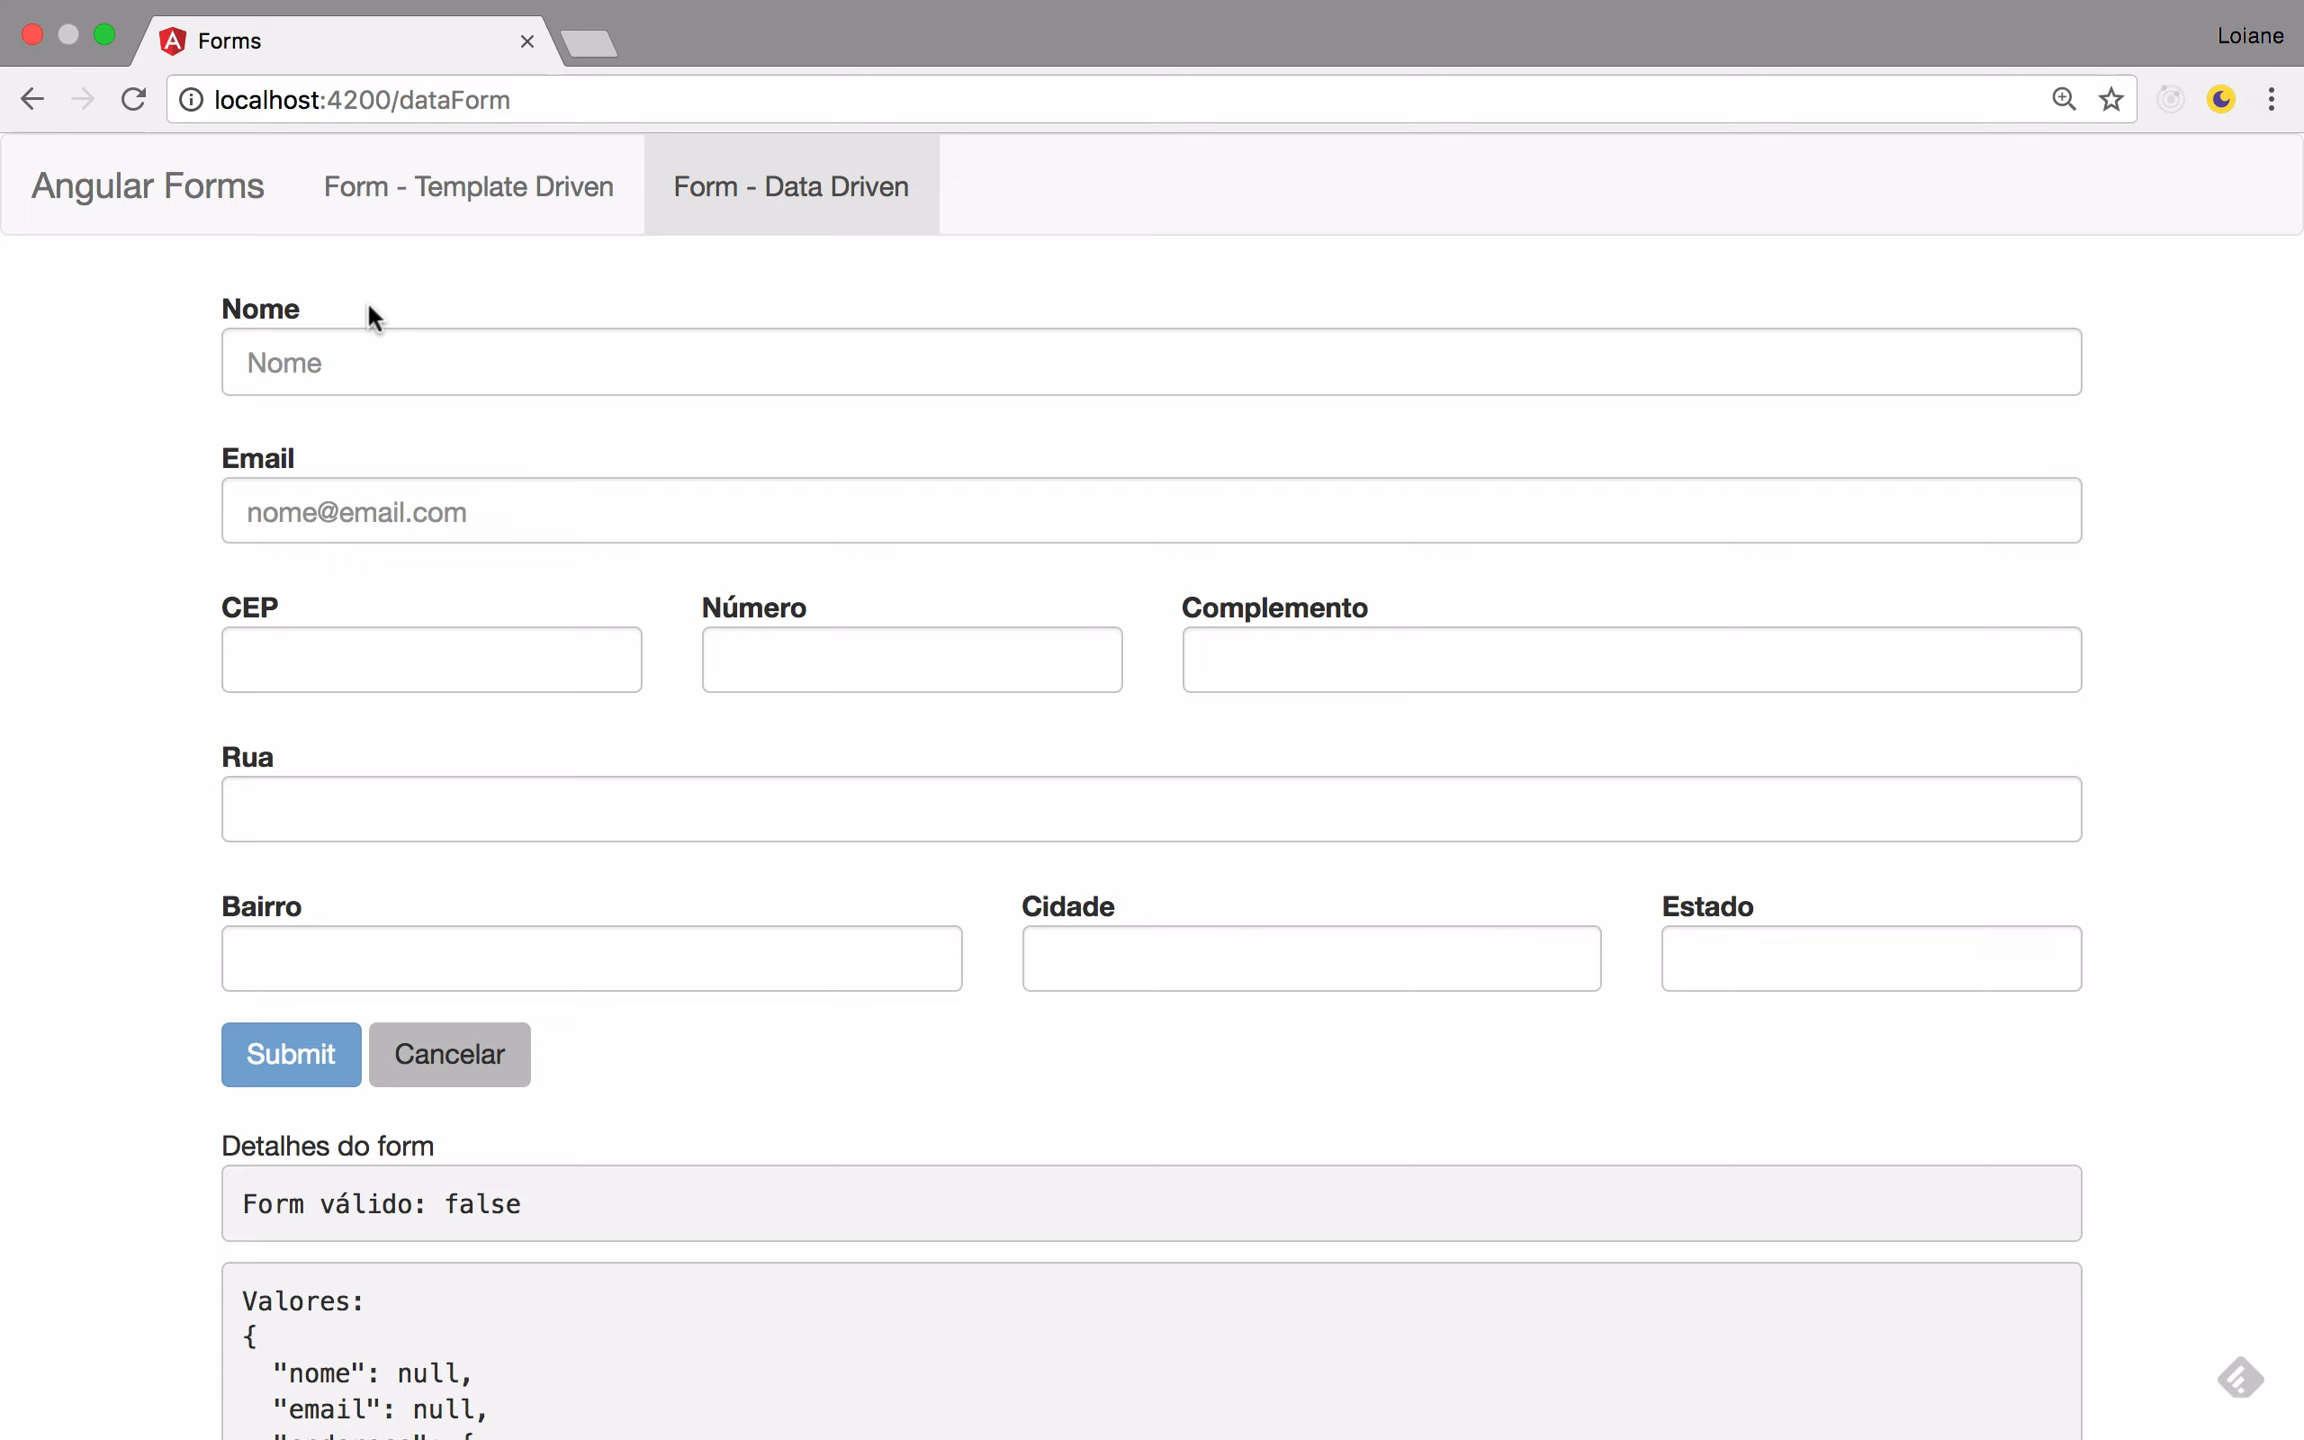 Forms
Loiane
localhost:4200/dataForm
Angular Forms Form - Template Driven Form - Data Driven
Nome
Nome
Email
nome@email.com
CEP Número Complemento
Rua
Bairro Cidade Estado
Submit Cancelar
Detalhes do form
Form válido: false
Valores:
{
"nome": null,
"email": null,